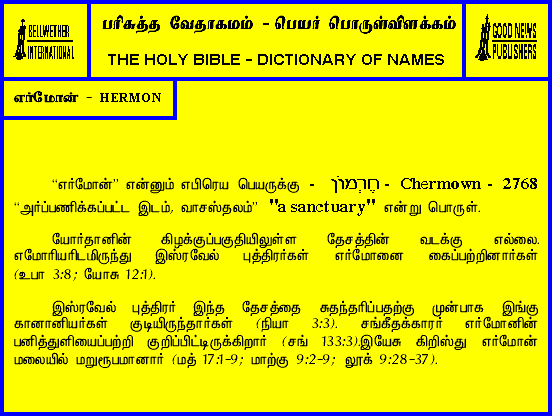 BELLWETHER
INTERNATIONAL
பரிசுத்த வேதாகமம் - பெயர் பொருள்விளக்கம்
THE HOLY BIBLE - DICTIONARY OF NAMES
GOOD NEWS
PUBLISHERS
எர்மோன் - HERMON
“எர்மோன்” என்னும் எபிரெய பெயருக்கு - חֶרְמוֹן - Chermown - 2768
“அர்ப்பணிக்கப்பட்ட இடம், வாசஸ்தலம்” "a sanctuary" என்று பொருள்.
யோர்தானின் கிழக்குப்பகுதியிலுள்ள தேசத்தின் வடக்கு எல்லை.
எமோரியரிடமிருந்து இஸ்ரவேல் புத்திரர்கள் எர்மோனை கைப்பற்றினார்கள்
(உபா 3:8; யோசு 12:1).
இஸ்ரவேல் புத்திரர் இந்த தேசத்தை சுதந்தரிப்பதற்கு முன்பாக இங்கு
கானானியர்கள் குடியிருந்தார்கள் (நியா 3:3). சங்கீதக்காரர் எர்மோனின்
பனித்துளியைப்பற்றி குறிப்பிட்டிருக்கிறார் (சங் 133:3).இயேசு கிறிஸ்து எர்மோன்
மலையில் மறுரூபமானார் (மத் 17:1-9; மாற்கு 9:2-9; லூக் 9:28-37).